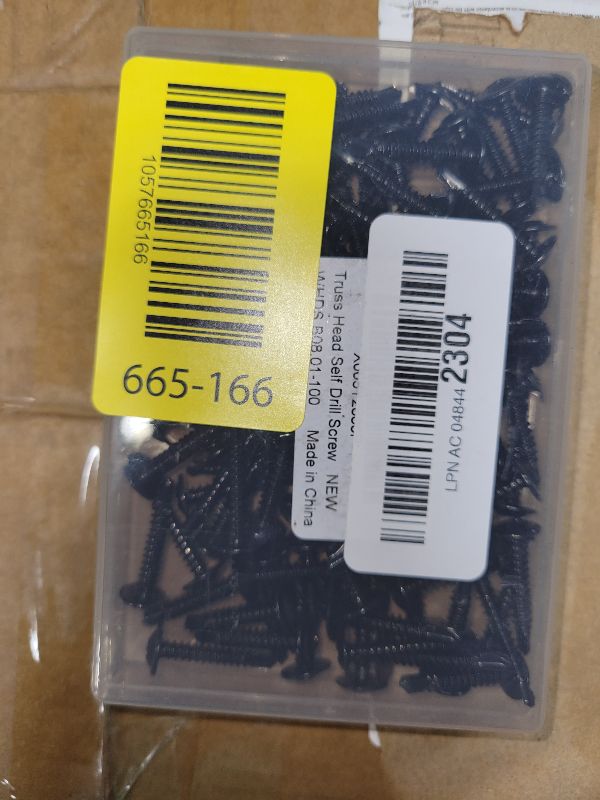 1057665166
665-166
Truss Head Self Drill Screw NEW
Made in China
LPN AC 04844 2304